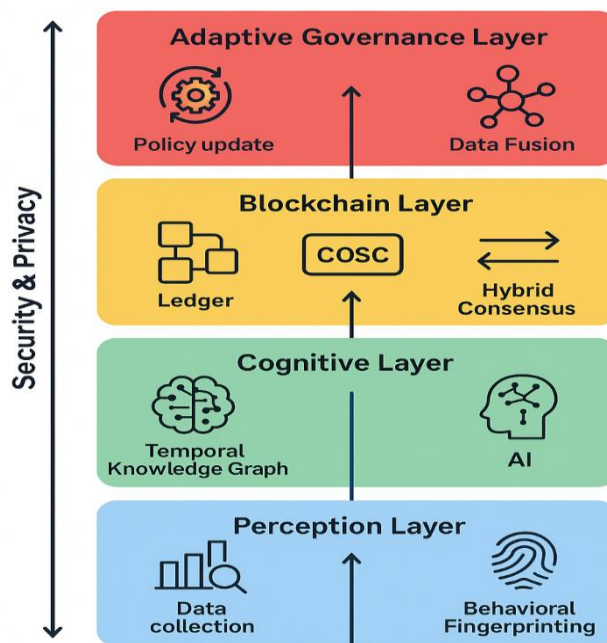 Security & Privacy
Adaptive Governance Layer
Policy update
Data Fusion
Blockchain Layer
Ledger
COSC
Hybrid
Consensus
Cognitive Layer
Temporal
Knowledge Graph
AI
Perception Layer
Data
collection
Behavioral
Fingerprinting